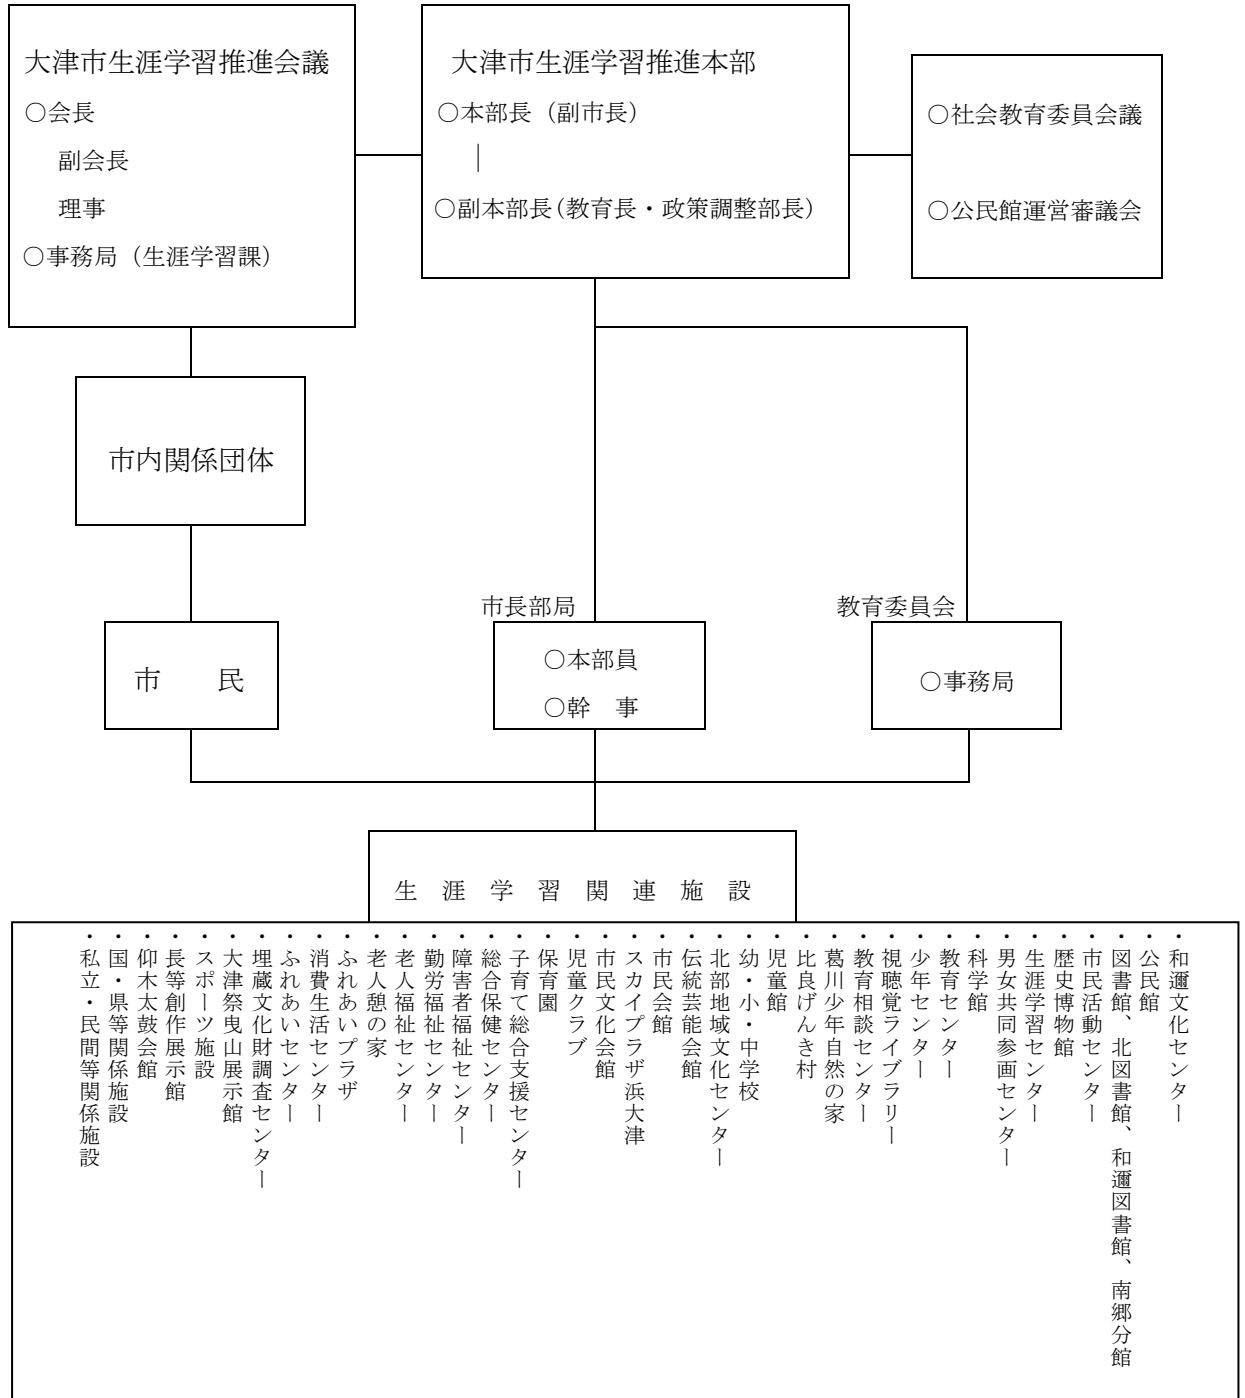 大津市生涯学習推進会議
○会長
副会長
理事
○事務局（生涯学習課）
大津市生涯学習推進本部
○本部長（副市長）
｜
○副本部長（教育長・政策調整部長）
○社会教育委員会議
○公民館運営審議会
市内関係団体
市　民
市長部局
○本部員
○幹　事
教育委員会
○事務局
生涯学習関連施設
・和邇文化センター
・公民館
・図書館、北図書館、和邇図書館、南郷分館
・市民活動センター
・歴史博物館
・生涯学習センター
・男女共同参画センター
・科学館
・教育センター
・少年センター
・視聴覚ライブラリー
・教育相談センター
・葛川少年自然の家
・比良げんき村
・児童館
・幼・小・中学校
・北部地域文化センター
・伝統芸能会館
・市民会館
・スカイプラザ浜大津
・市民文化会館
・児童クラブ
・保育園
・子育て総合支援センター
・総合保健センター
・障害者福祉センター
・勤労福祉センター
・老人福祉センター
・老人憩の家
・ふれあいプラザ
・消費生活センター
・ふれあいセンター
・埋蔵文化財調査センター
・大津祭曳山展示館
・スポーツ施設
・長等創作展示館
・仰木太鼓会館
・国・県等関係施設
・私立・民間等関係施設